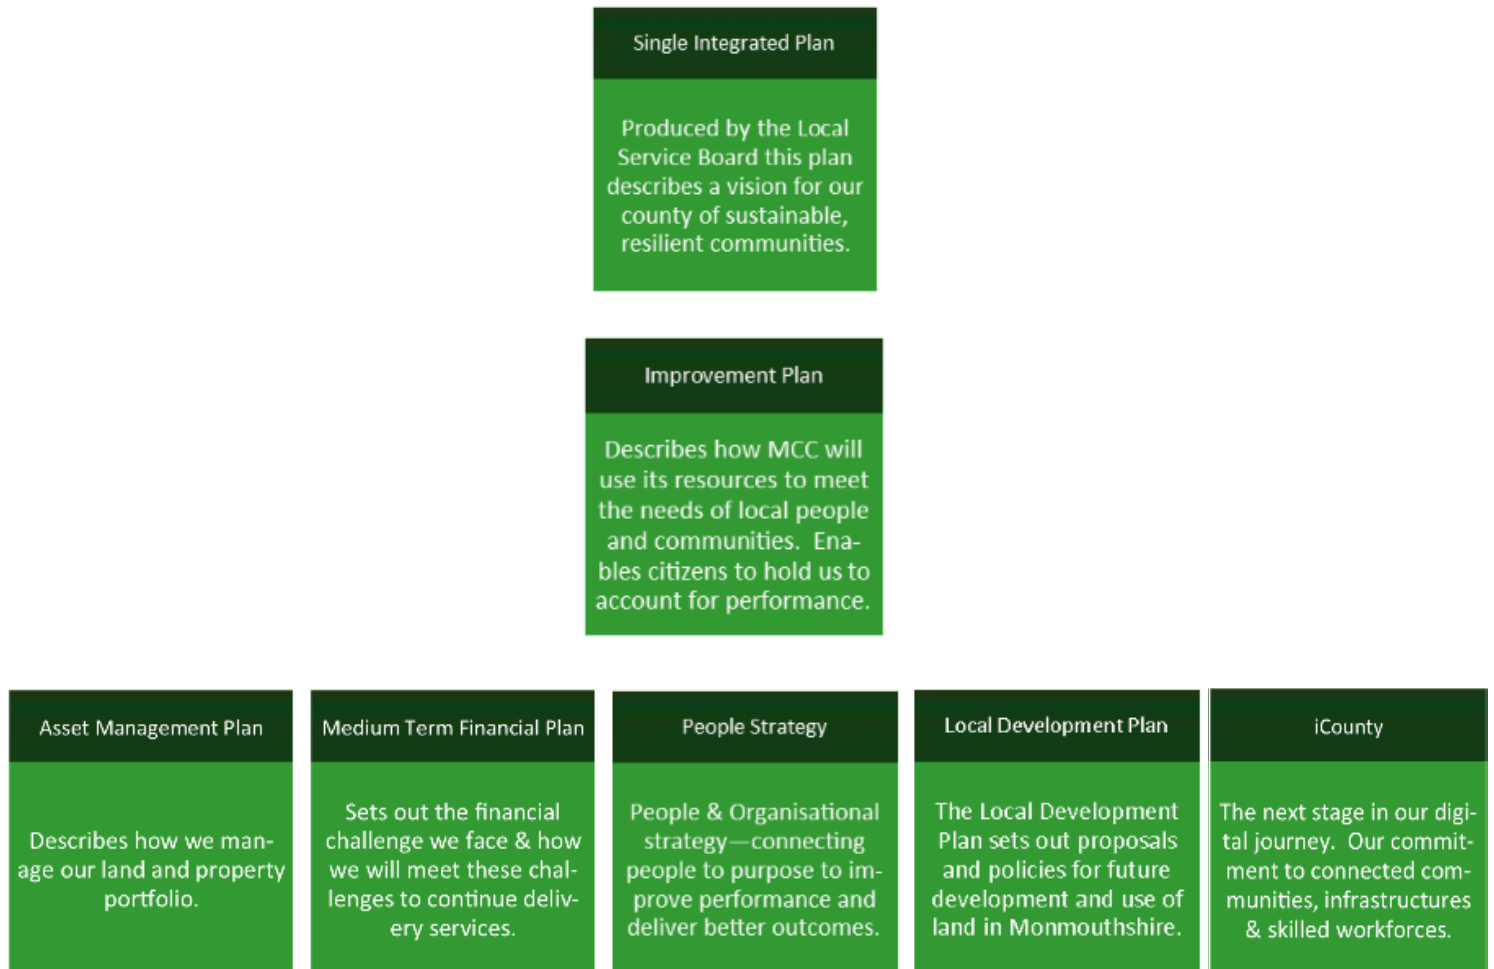 Single Integrated Plan
Produced by the Local
Service Board this plan
describes a vision for our
county of sustainable,
resilient communities.
Improvement Plan
Describes how MCC will
use its resources to meet
the needs of local people
and communities.  Ena-
bles citizens to hold us to
account for performance.
Asset Management Plan
Describes how we man-
age our land and property
portfolio.
Medium Term Financial Plan
Sets out the financial
challenge we face & how
we will meet these chal-
lenges to continue deliv-
ery services.
People Strategy
People & Organisational
strategy—connecting
people to purpose to im-
prove performance and
deliver better outcomes.
Local Development Plan
The Local Development
Plan sets out proposals
and policies for future
development and use of
land in Monmouthshire.
iCounty
The next stage in our digi-
tal journey.  Our commit-
ment to connected com-
munities, infrastructures
& skilled workforces.